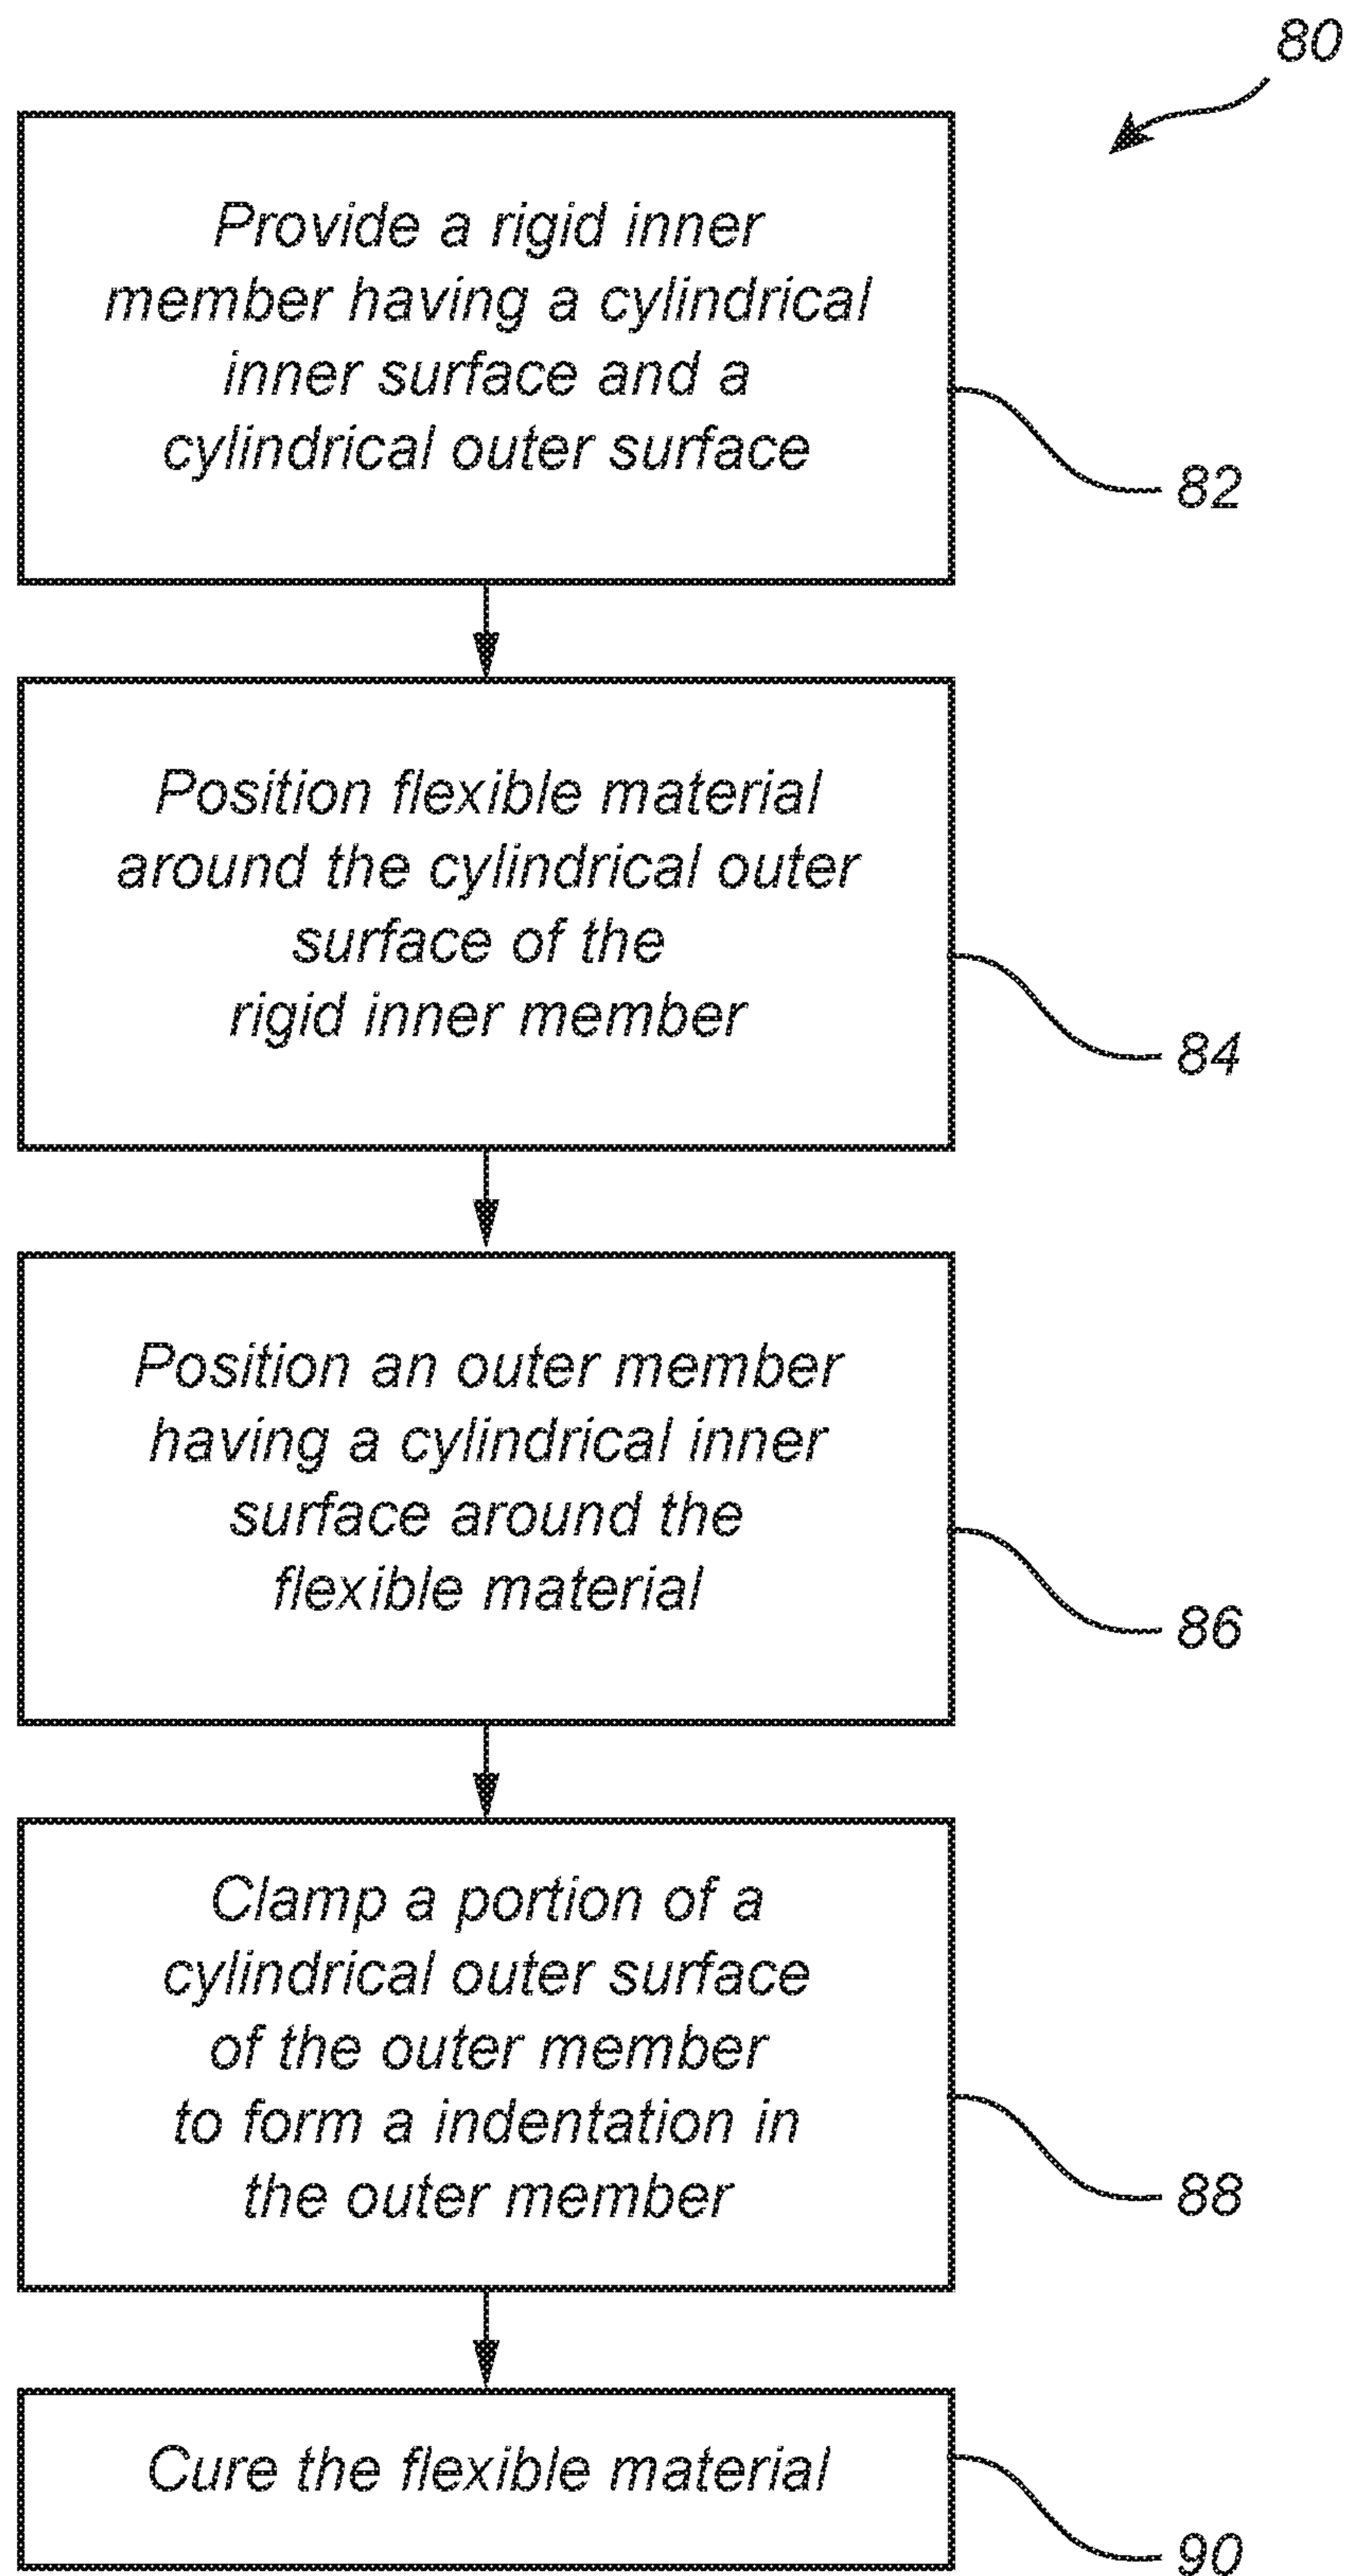 80
Provide a rigid inner
member having a cylindrical
inner surface and a
cylindrical outer surface
82
Position flexible material
around the cylindrical outer
surface of the
rigid inner member
84
Position an outer member
having a cylindrical inner
surface around the
flexible material
86
Clamp a portion of a
cylindrical outer surface
of the outer member
to form a indentation in
the outer member
88
Cure the flexible material
90